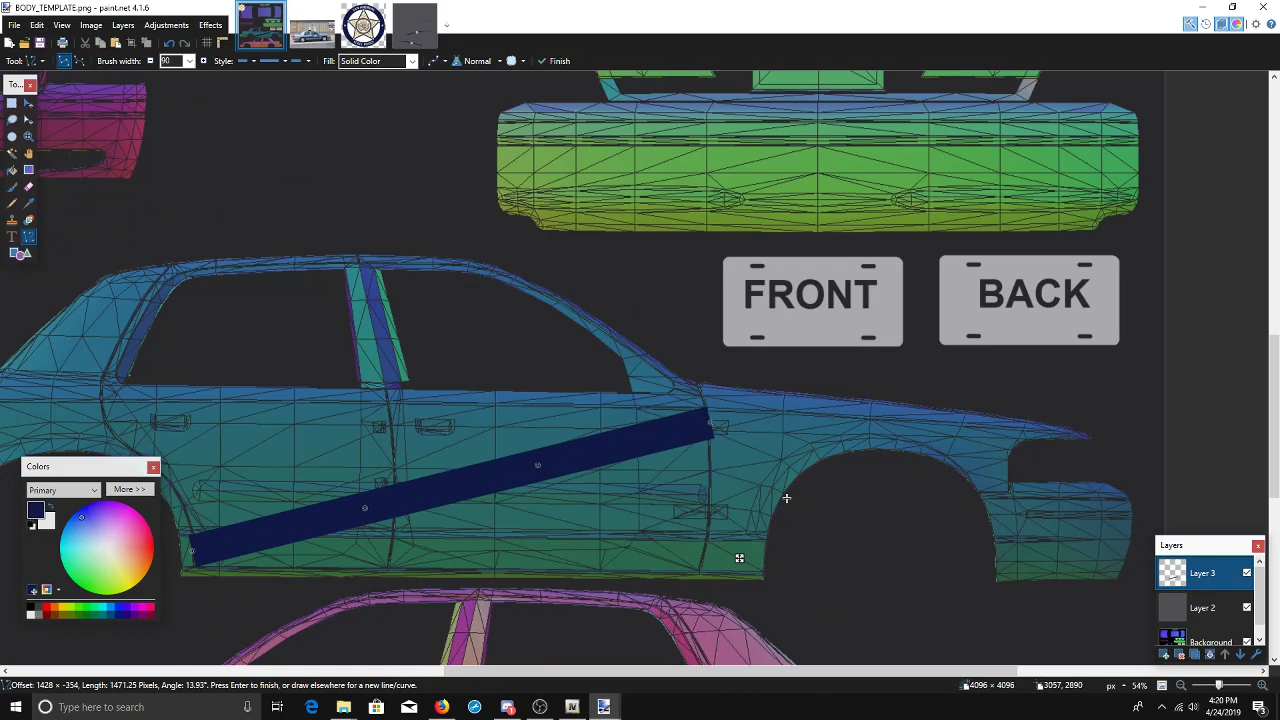 BODY_TEMPLATE.png - paint.net 4.1.6
File Edit View Image Layers Adjustments Effects
Tools: Brush width: 90 Style: Fill: Solid Color Normal Finish
To...
FRONT
BACK
Colors
Primary More >>
Layers
Layer 3
Layer 2
Background
Offset: 1428 x -354, Length: 1471.25 Pixels, Angle: 13.93°. Press Enter to finish, or draw elsewhere for a new line/curve.
4096 × 4096 3057, 2890 px 54%
Type here to search
4:20 PM
4/24/2019